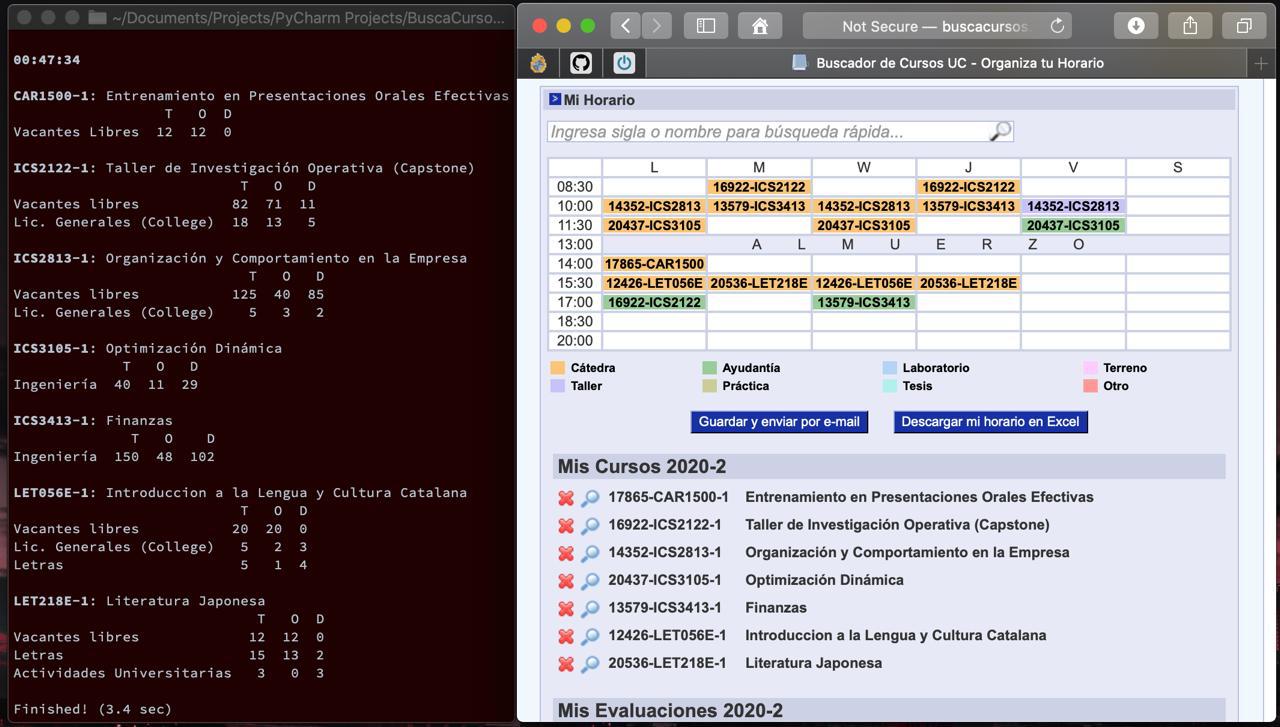 ~/Documents/Projects/PyCharm Projects/BuscaCurso...
00:47:34
CAR1500-1: Entrenamiento en Presentaciones Orales Efectivas
T O D
Vacantes Libres 12 12 0
ICS2122-1: Taller de Investigación Operativa (Capstone)
T O D
Vacantes libres 82 71 11
Lic. Generales (College) 18 13 5
ICS2813-1: Organización y Comportamiento en la Empresa
T O D
Vacantes libres 125 40 85
Lic. Generales (College) 5 3 2
ICS3105-1: Optimización Dinámica
T O D
Ingeniería 40 11 29
ICS3413-1: Finanzas
T O D
Ingeniería 150 48 102
LET056E-1: Introduccion a la Lengua y Cultura Catalana
T O D
Vacantes libres 20 20 0
Lic. Generales (College) 5 2 3
Letras 5 1 4
LET218E-1: Literatura Japonesa
T O D
Vacantes libres 12 12 0
Letras 15 13 2
Actividades Universitarias 3 0 3
Finished! (3.4 sec)
Not Secure — buscacursos.
Buscador de Cursos UC - Organiza tu Horario
Mi Horario
Ingresa sigla o nombre para búsqueda rápida...
L M W J V S
08:30 16922-ICS2122 16922-ICS2122
10:00 14352-ICS2813 13579-ICS3413 14352-ICS2813 13579-ICS3413 14352-ICS2813
11:30 20437-ICS3105 20437-ICS3105 20437-ICS3105
13:00 A L M U E R Z O
14:00 17865-CAR1500
15:30 12426-LET056E 20536-LET218E 12426-LET056E 20536-LET218E
17:00 16922-ICS2122 13579-ICS3413
18:30
20:00
Cátedra Ayudantía Laboratorio Terreno
Taller Práctica Tesis Otro
Guardar y enviar por e-mail Descargar mi horario en Excel
Mis Cursos 2020-2
17865-CAR1500-1 Entrenamiento en Presentaciones Orales Efectivas
16922-ICS2122-1 Taller de Investigación Operativa (Capstone)
14352-ICS2813-1 Organización y Comportamiento en la Empresa
20437-ICS3105-1 Optimización Dinámica
13579-ICS3413-1 Finanzas
12426-LET056E-1 Introduccion a la Lengua y Cultura Catalana
20536-LET218E-1 Literatura Japonesa
Mis Evaluaciones 2020-2